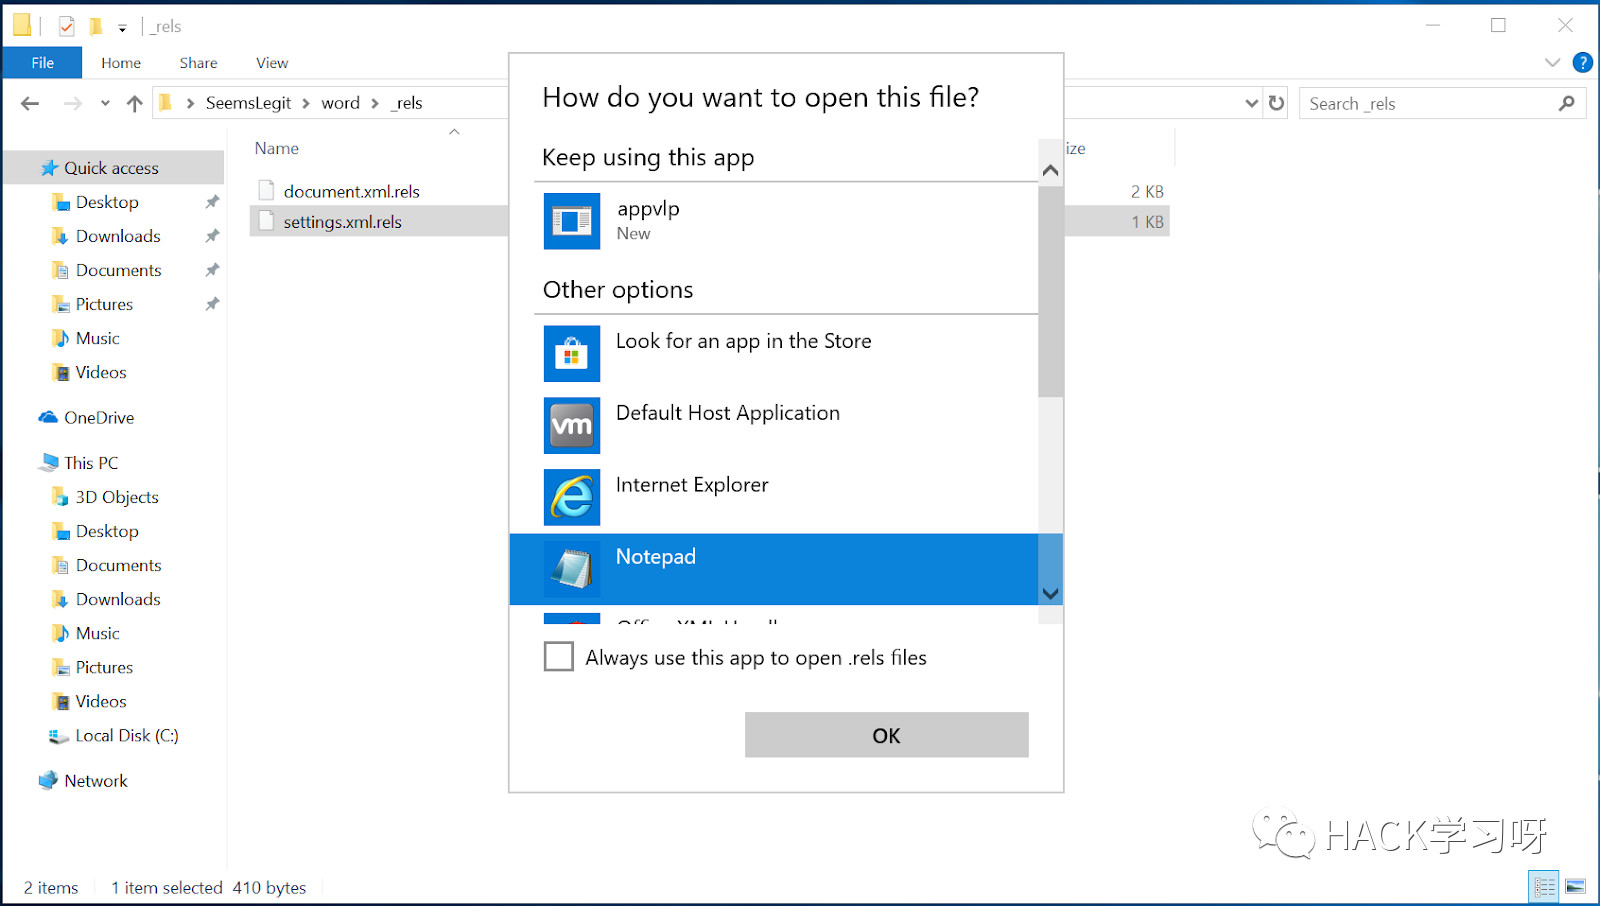 _rels
File Home Share View
?
SeemsLegit > word > _rels
Search _rels
Name
ize
document.xml.rels
2 KB
settings.xml.rels
1 KB
Quick access
Desktop
Downloads
Documents
Pictures
Music
Videos
OneDrive
This PC
3D Objects
Desktop
Documents
Downloads
Music
Pictures
Videos
Local Disk (C:)
Network
How do you want to open this file?
Keep using this app
appvlp
New
Other options
Look for an app in the Store
vm
Default Host Application
Internet Explorer
Notepad
Always use this app to open .rels files
OK
HACK学习呀
2 items 1 item selected 410 bytes